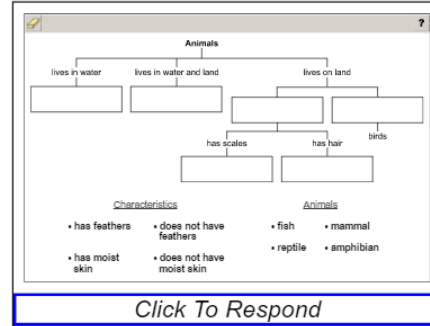 ?
Animals
lives in water lives in water and land lives on land
birds
has scales has hair
Characteristics Animals
• has feathers • does not have feathers • fish • mammal
• has moist skin • does not have moist skin • reptile • amphibian
Click To Respond